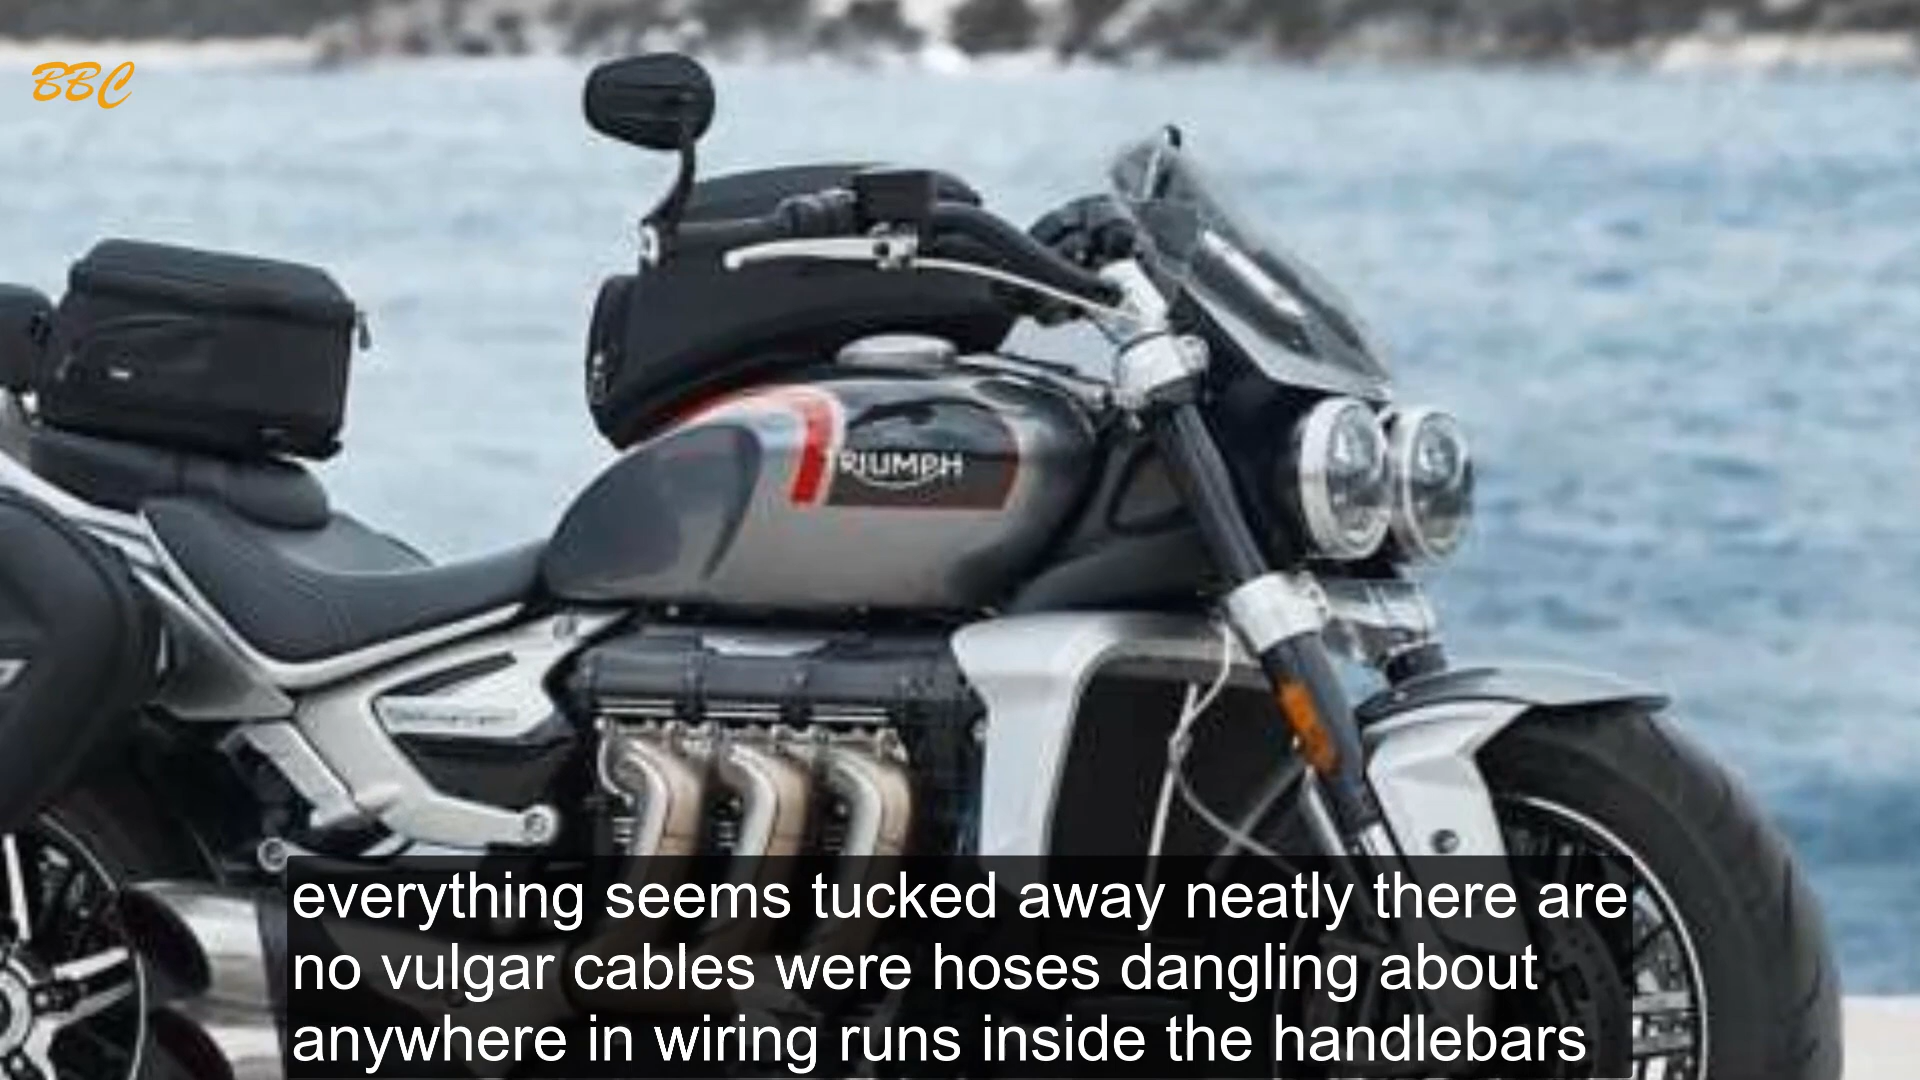 BBC
TRIUMPH
everything seems tucked away neatly there are
no vulgar cables were hoses dangling about
anywhere in wiring runs inside the handlebars